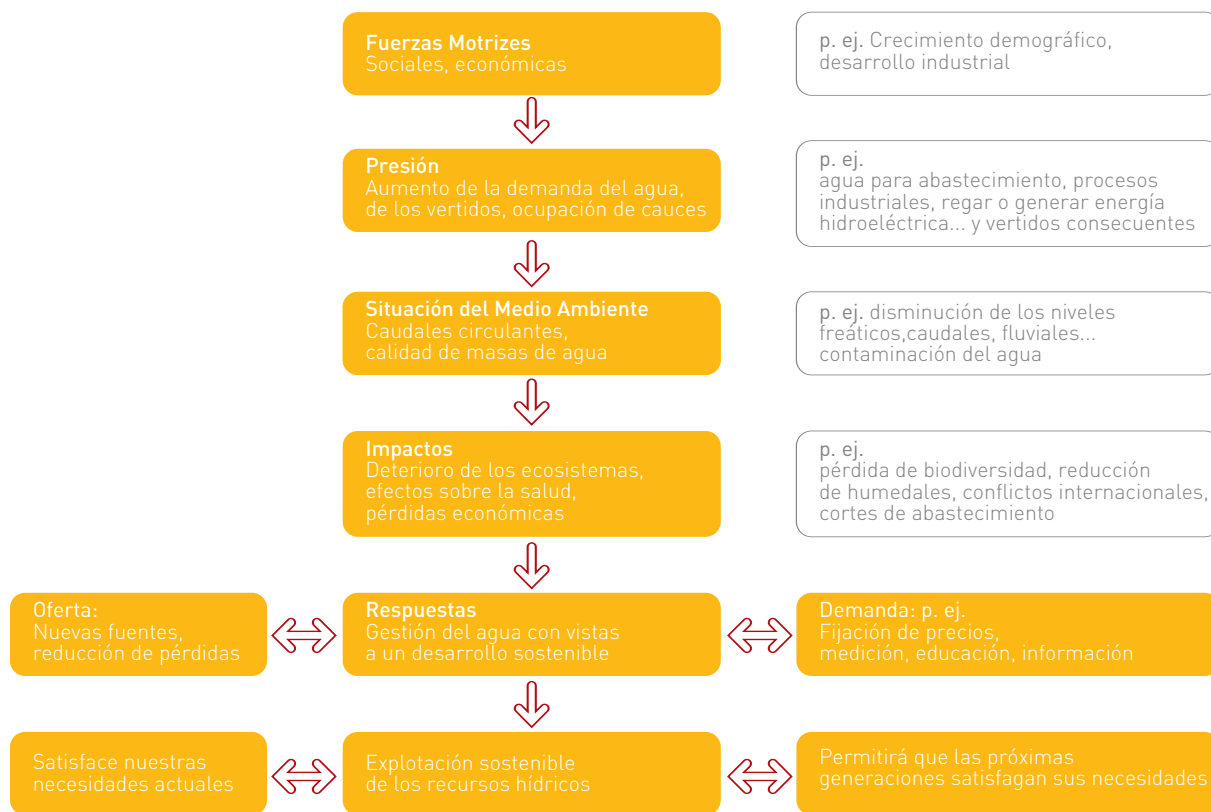 Fuerzas Motrizes
Sociales, económicas
p. ej. Crecimiento demográfico,
desarrollo industrial
Presión
Aumento de la demanda del agua,
de los vertidos, ocupación de cauces
p. ej.
agua para abastecimiento, procesos
industriales, regar o generar energía
hidroeléctrica... y vertidos consecuentes
Situación del Medio Ambiente
Caudales circulantes,
calidad de masas de agua
p. ej. disminución de los niveles
freáticos,caudales, fluviales...
contaminación del agua
Impactos
Deterioro de los ecosistemas,
efectos sobre la salud,
pérdidas económicas
p. ej.
pérdida de biodiversidad, reducción
de humedales, conflictos internacionales,
cortes de abastecimiento
Oferta:
Nuevas fuentes,
reducción de pérdidas
Respuestas
Gestión del agua con vistas
a un desarrollo sostenible
Demanda: p. ej.
Fijación de precios,
medición, educación, información
Satisface nuestras
necesidades actuales
Explotación sostenible
de los recursos hídricos
Permitirá que las próximas
generaciones satisfagan sus necesidades